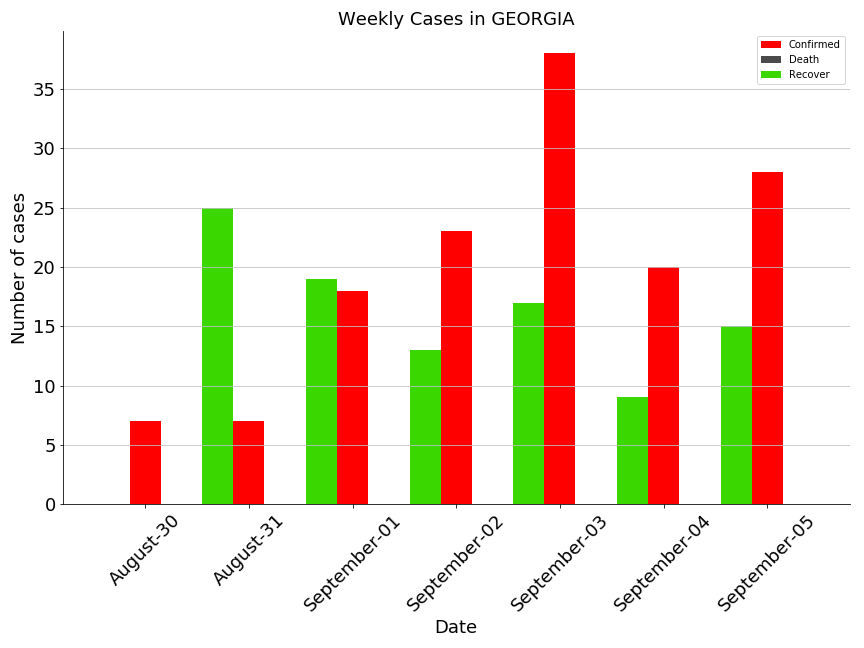 Weekly Cases in GEORGIA
Confirmed
Death
Recover
Number of cases
35
30
25
20
15
10
5
0
August-30
August-31
September-01
September-02
September-03
September-04
September-05
Date